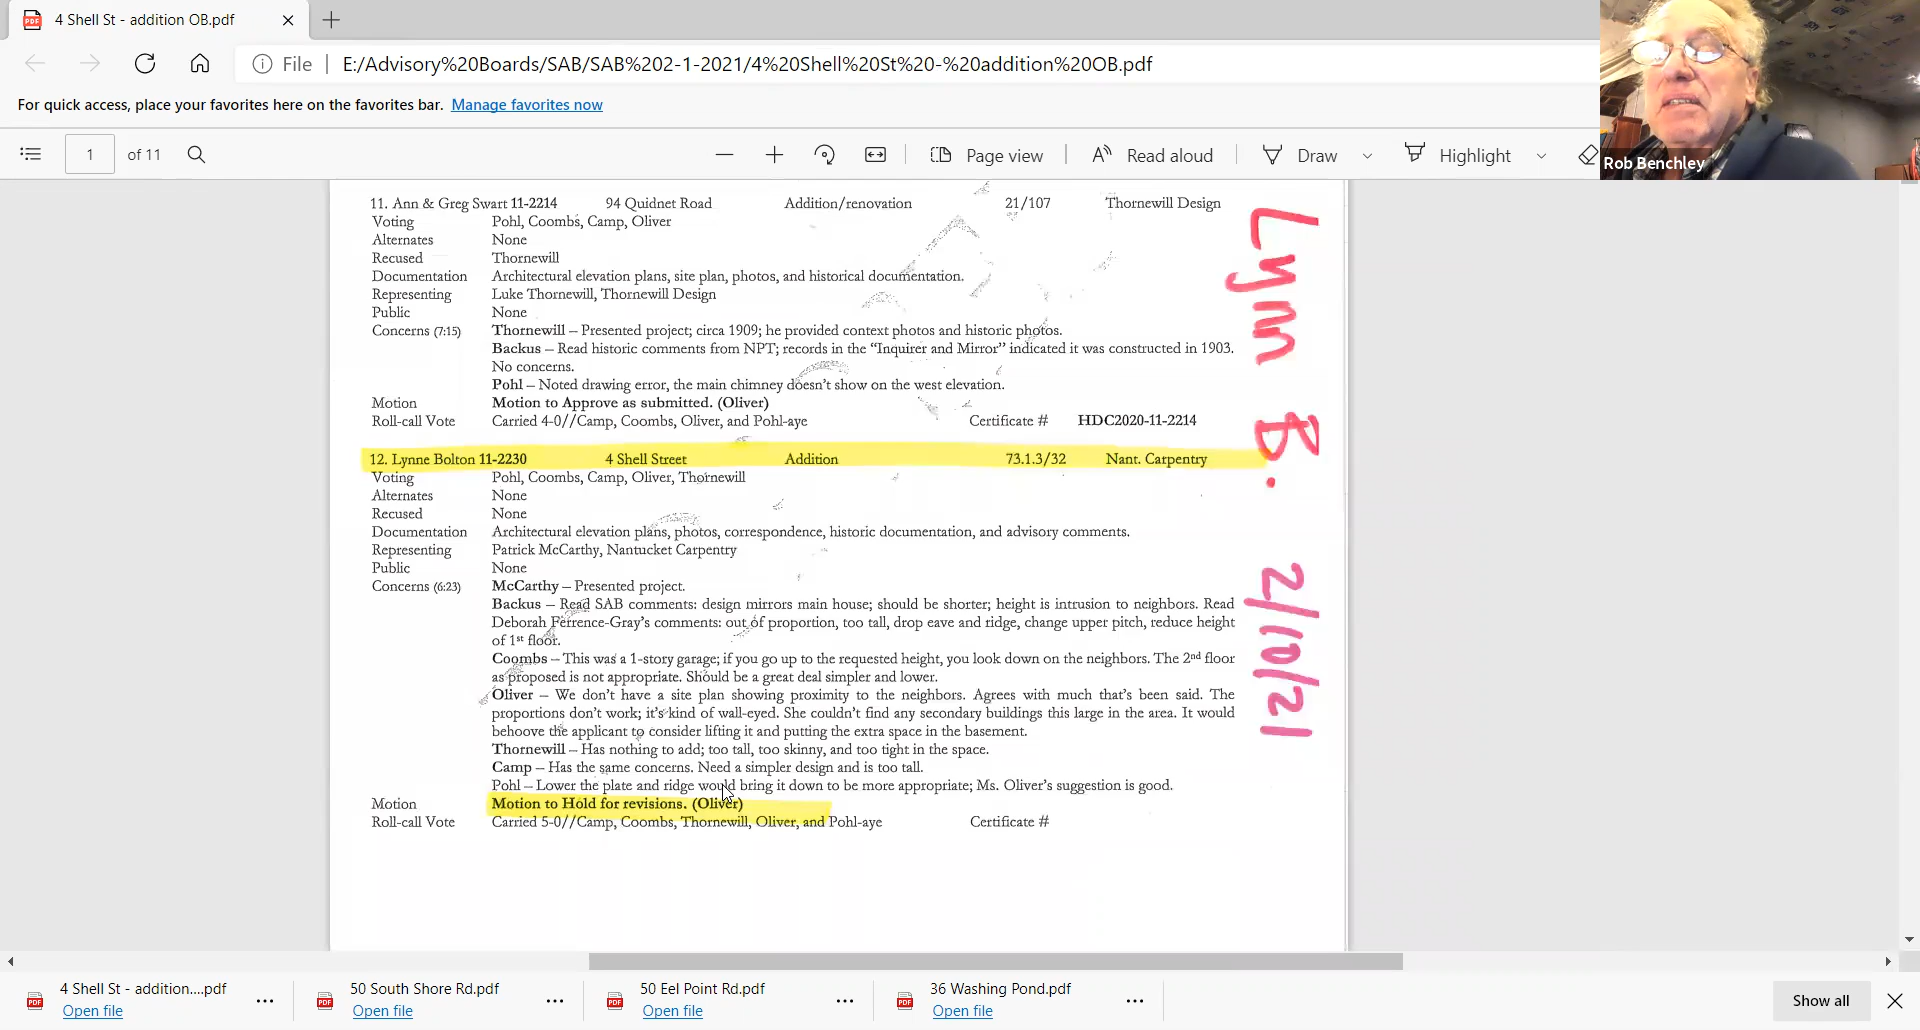 4 Shell St - addition OB.pdf
File | E:/Advisory%20Boards/SAB/SAB%202-1-2021/4%20Shell%20St%20-%20addition%20OB.pdf
For quick access, place your favorites here on the favorites bar. Manage favorites now
1 of 11 Page view Read aloud Draw Highlight
Rob Benchley
11. Ann & Greg Swart 11-2214 94 Quidnet Road Addition/renovation 21/107 Thornewill Design
Voting Pohl, Coombs, Camp, Oliver
Alternates None
Recused Thornewill
Documentation Architectural elevation plans, site plan, photos, and historical documentation.
Representing Luke Thornewill, Thornewill Design
Public None
Concerns (7:15) Thornewill – Presented project; circa 1909; he provided context photos and historic photos.
Backus – Read historic comments from NPT; records in the “Inquirer and Mirror” indicated it was constructed in 1903.
No concerns.
Pohl – Noted drawing error, the main chimney doesn’t show on the west elevation.
Motion Motion to Approve as submitted. (Oliver)
Roll-call Vote Carried 4-0//Camp, Coombs, Oliver, and Pohl-aye Certificate # HDC2020-11-2214
12. Lynne Bolton 11-2230 4 Shell Street Addition 73.1.3/32 Nant. Carpentry
Voting Pohl, Coombs, Camp, Oliver, Thornewill
Alternates None
Recused None
Documentation Architectural elevation plans, photos, correspondence, historic documentation, and advisory comments.
Representing Patrick McCarthy, Nantucket Carpentry
Public None
Concerns (6:23) McCarthy – Presented project.
Backus – Read SAB comments: design mirrors main house; should be shorter; height is intrusion to neighbors. Read
Deborah Ferrence-Gray’s comments: out of proportion, too tall, drop eave and ridge, change upper pitch, reduce height
of 1st floor.
Coombs – This was a 1-story garage; if you go up to the requested height, you look down on the neighbors. The 2nd floor
as proposed is not appropriate. Should be a great deal simpler and lower.
Oliver – We don’t have a site plan showing proximity to the neighbors. Agrees with much that’s been said. The
proportions don’t work; it’s kind of wall-eyed. She couldn’t find any secondary buildings this large in the area. It would
behoove the applicant to consider lifting it and putting the extra space in the basement.
Thornewill – Has nothing to add; too tall, too skinny, and too tight in the space.
Camp – Has the same concerns. Need a simpler design and is too tall.
Pohl – Lower the plate and ridge would bring it down to be more appropriate; Ms. Oliver’s suggestion is good.
Motion Motion to Hold for revisions. (Oliver)
Roll-call Vote Carried 5-0//Camp, Coombs, Thornewill, Oliver, and Pohl-aye Certificate #
Lynn B. 2/10/21
4 Shell St - addition....pdf 50 South Shore Rd.pdf 50 Eel Point Rd.pdf 36 Washing Pond.pdf Show all
Open file Open file Open file Open file